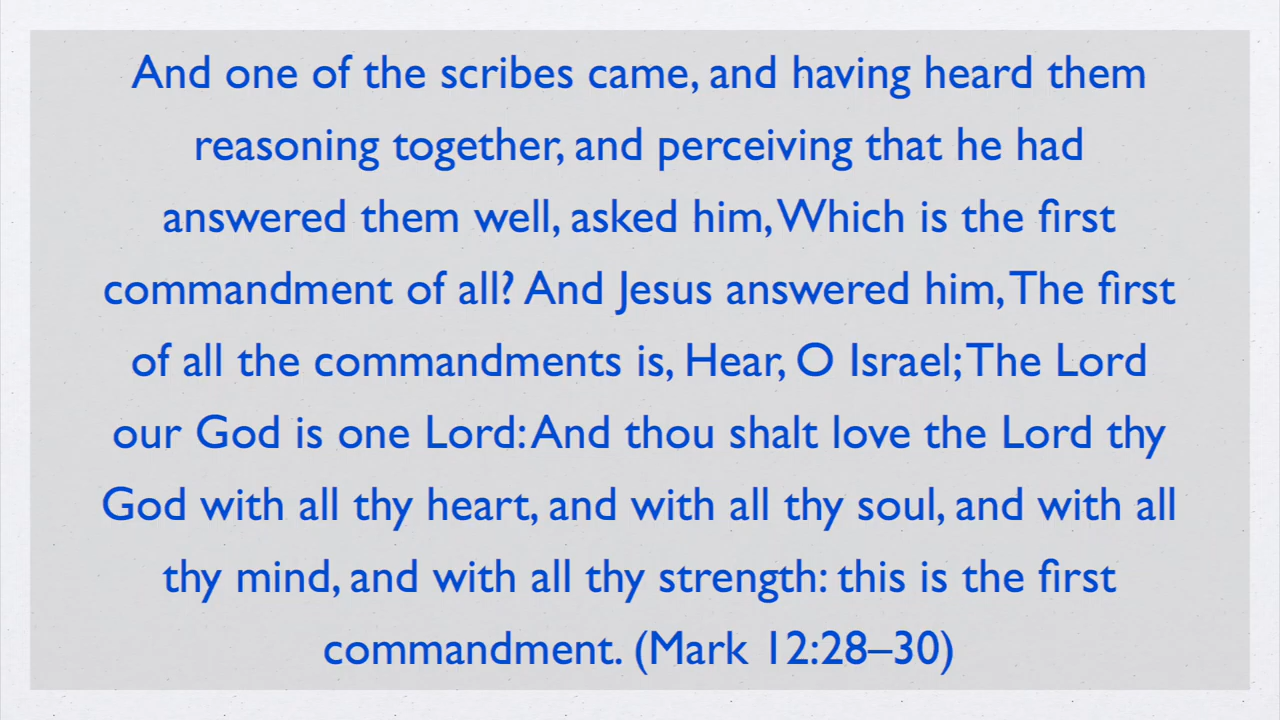 And one of the scribes came, and having heard them
reasoning together, and perceiving that he had
answered them well, asked him, Which is the first
commandment of all? And Jesus answered him, The first
of all the commandments is, Hear, O Israel; The Lord
our God is one Lord: And thou shalt love the Lord thy
God with all thy heart, and with all thy soul, and with all
thy mind, and with all thy strength: this is the first
commandment. (Mark 12:28–30)